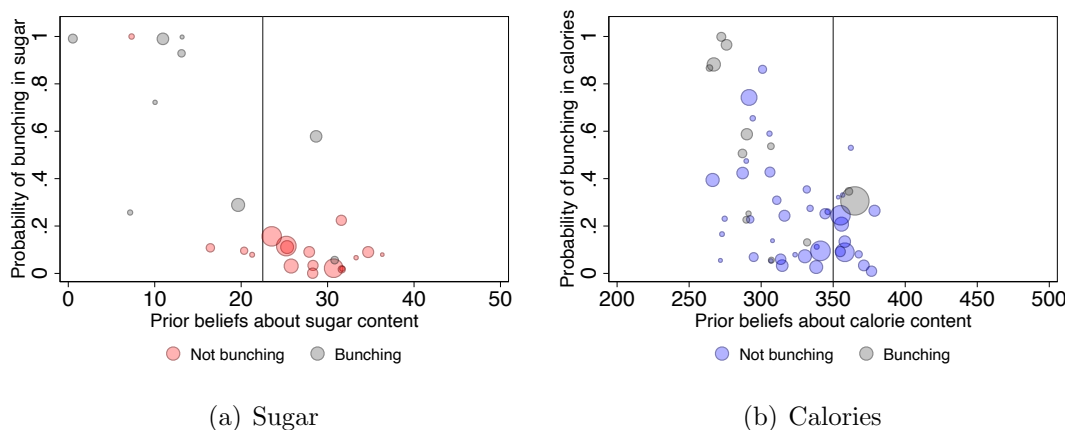 Probability of bunching in sugar
1
.8
.6
.4
.2
0
0 10 20 30 40 50
Prior beliefs about sugar content
Not bunching Bunching
(a) Sugar
Probability of bunching in calories
1
.8
.6
.4
.2
0
200 250 300 350 400 450 500
Prior beliefs about calorie content
Not bunching Bunching
(b) Calories